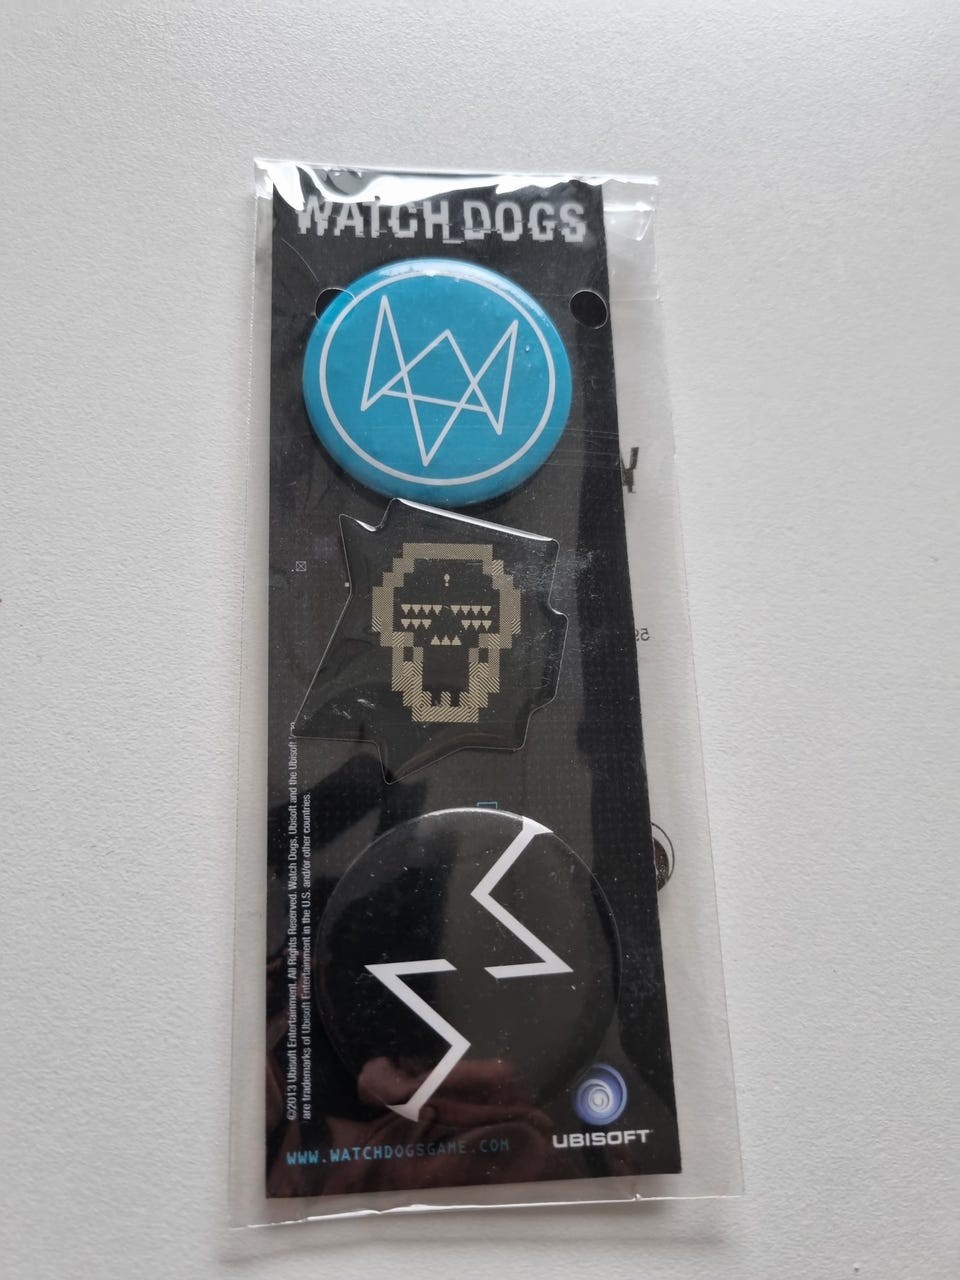 WATCH_DOGS
©2013 Ubisoft Entertainment. All Rights Reserved. Watch Dogs, Ubisoft and the Ubisoft
are trademarks of Ubisoft Entertainment in the U.S. and/or other countries.
WWW.WATCHDOGSGAME.COM
UBISOFT